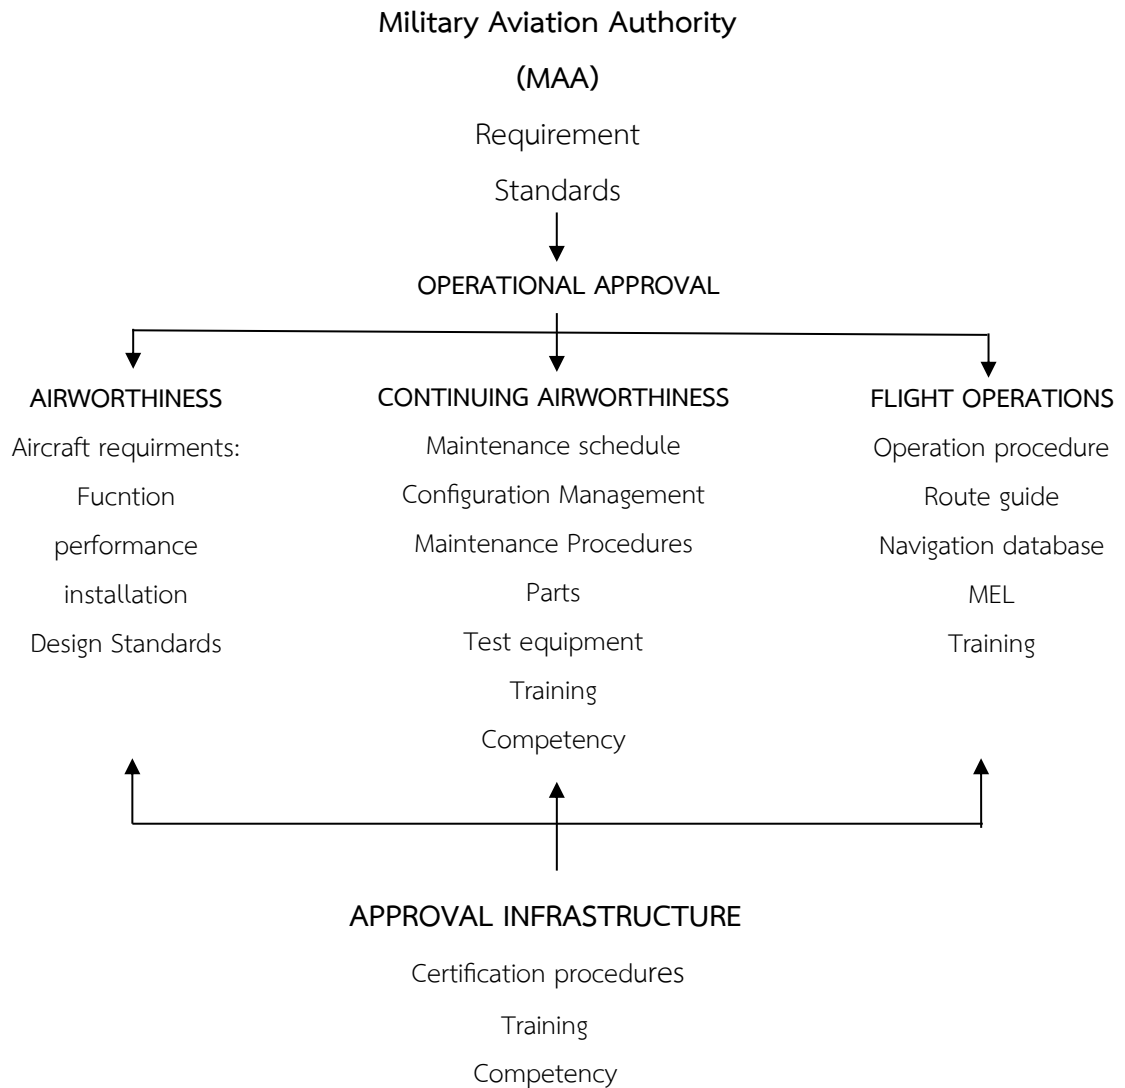 Military Aviation Authority
(MAA)
Requirement
Standards
OPERATIONAL APPROVAL
AIRWORTHINESS
Aircraft requirments:
Fucntion
performance
installation
Design Standards
CONTINUING AIRWORTHINESS
Maintenance schedule
Configuration Management
Maintenance Procedures
Parts
Test equipment
Training
Competency
FLIGHT OPERATIONS
Operation procedure
Route guide
Navigation database
MEL
Training
APPROVAL INFRASTRUCTURE
Certification procedures
Training
Competency